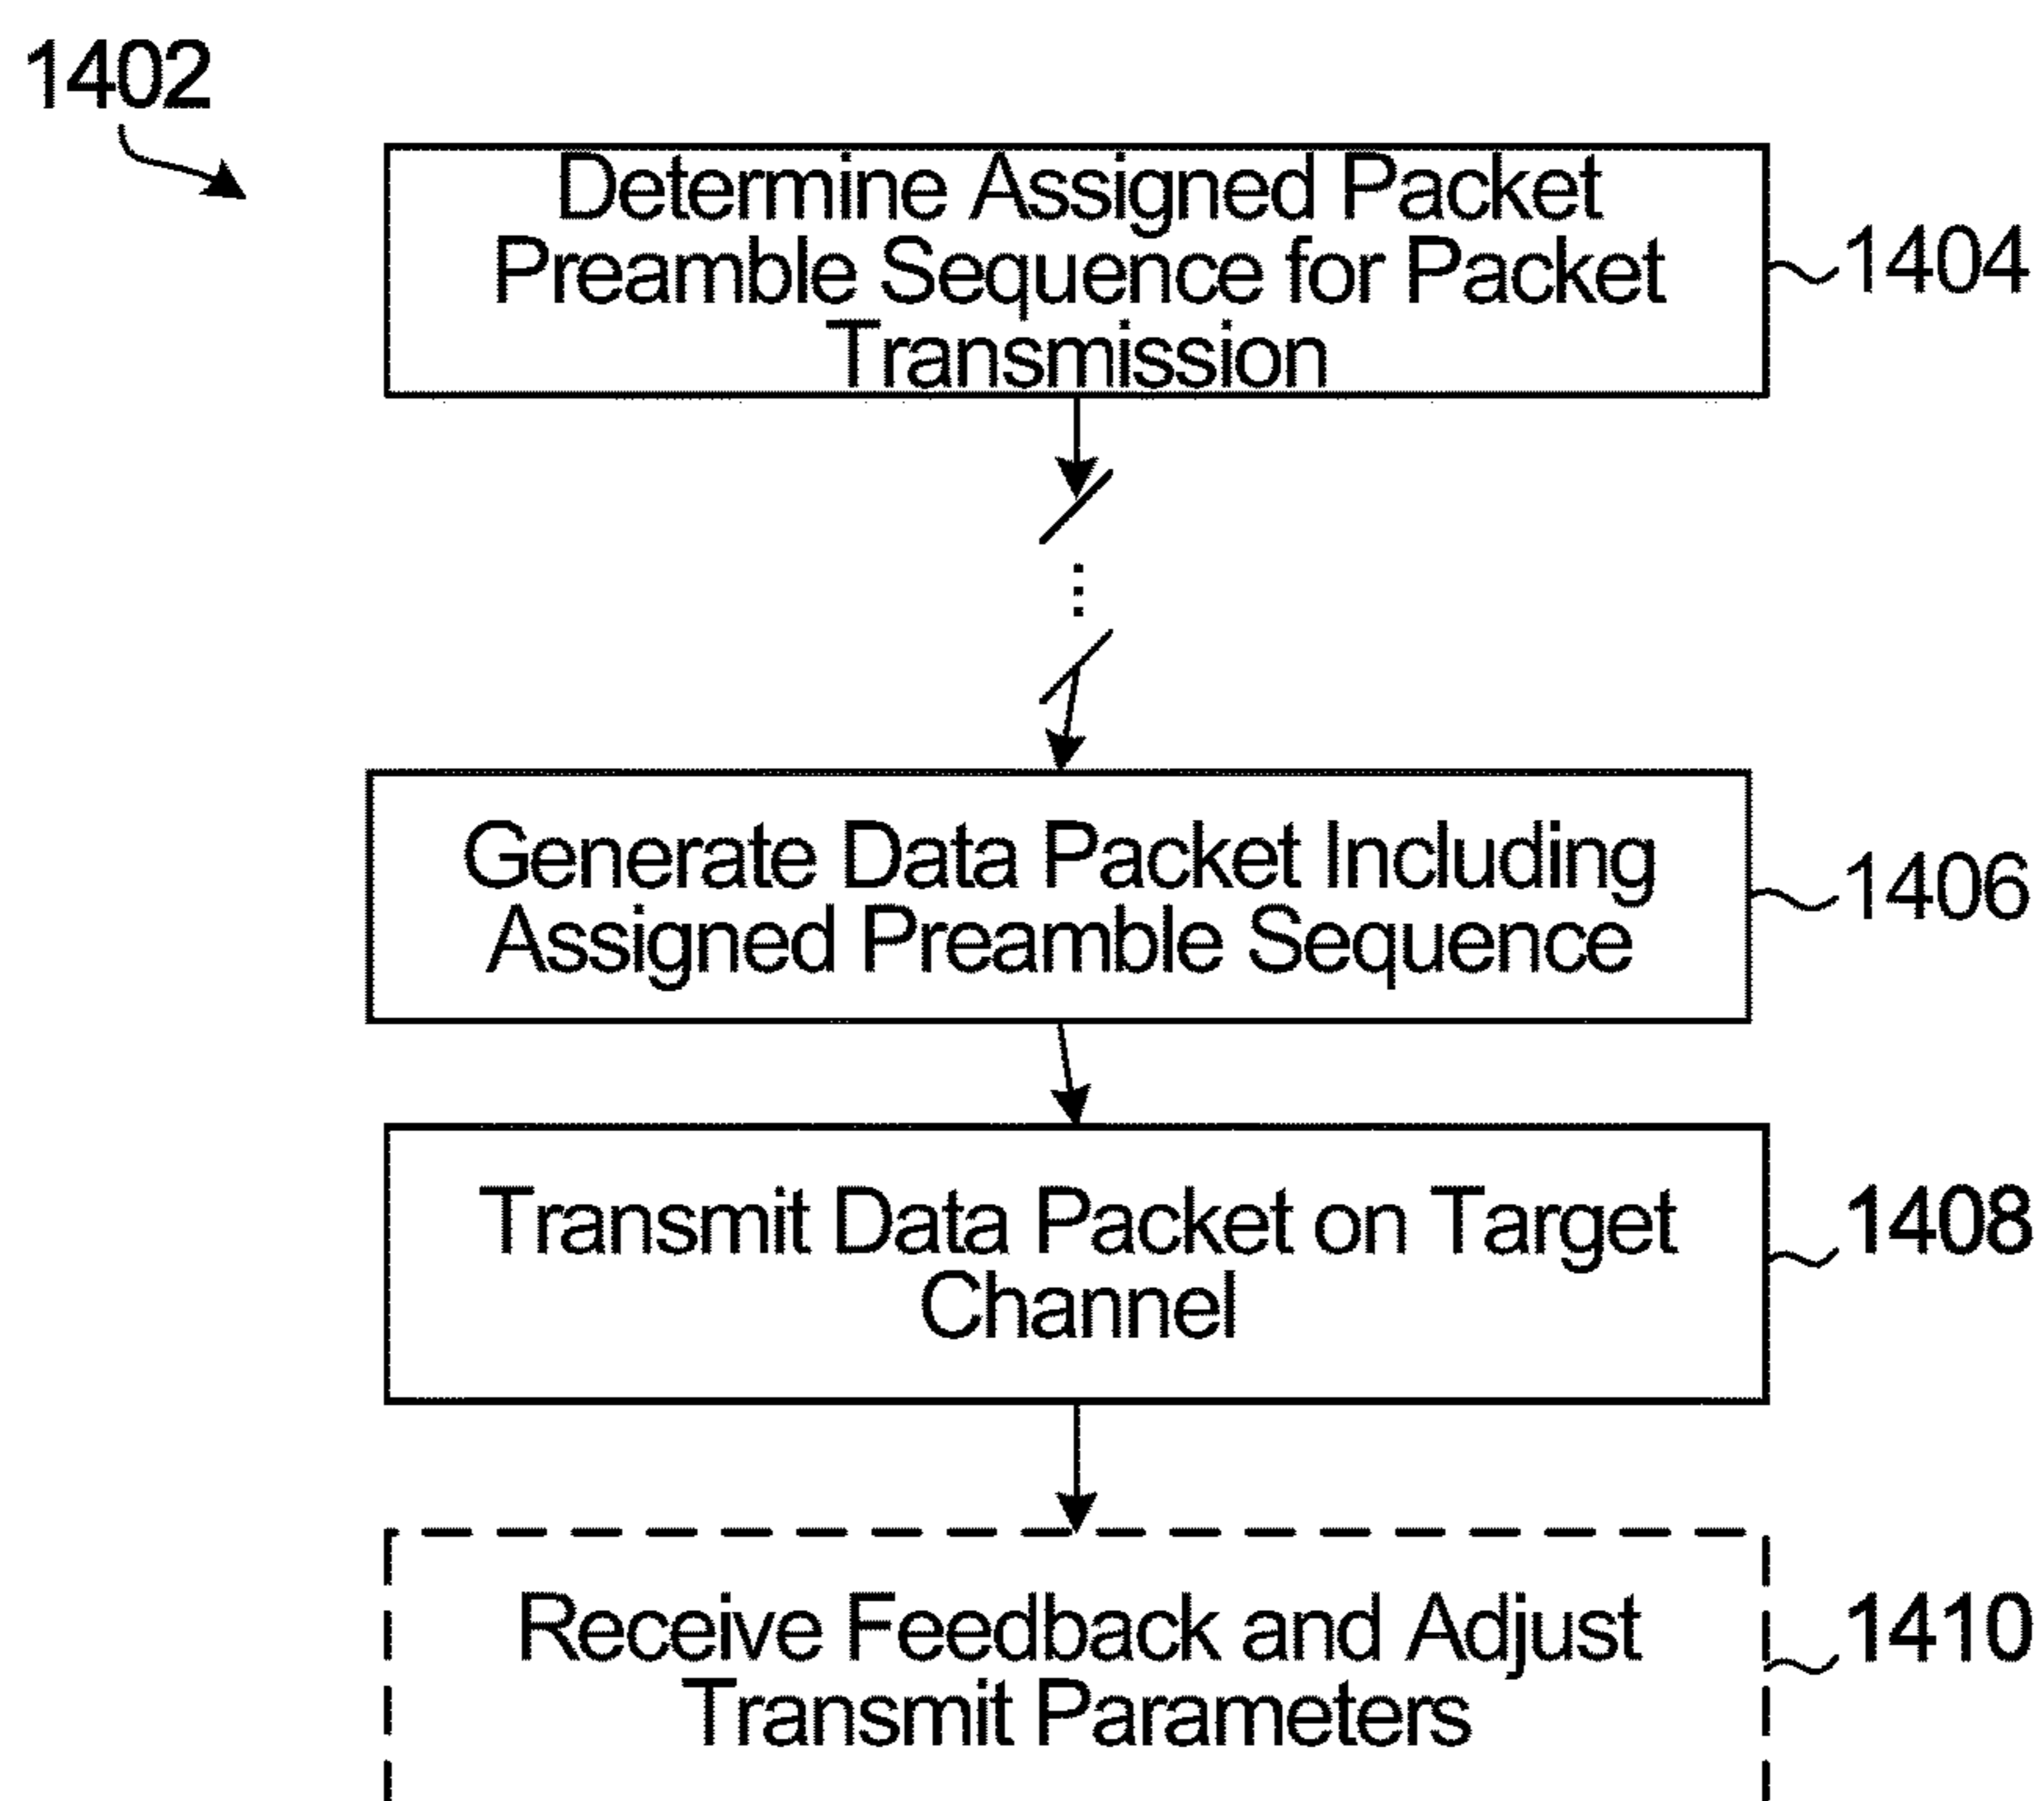 1402
Determine Assigned Packet
Preamble Sequence for Packet
Transmission
1404
Generate Data Packet Including
Assigned Preamble Sequence
1406
Transmit Data Packet on Target
Channel
1408
Receive Feedback and Adjust
Transmit Parameters
1410